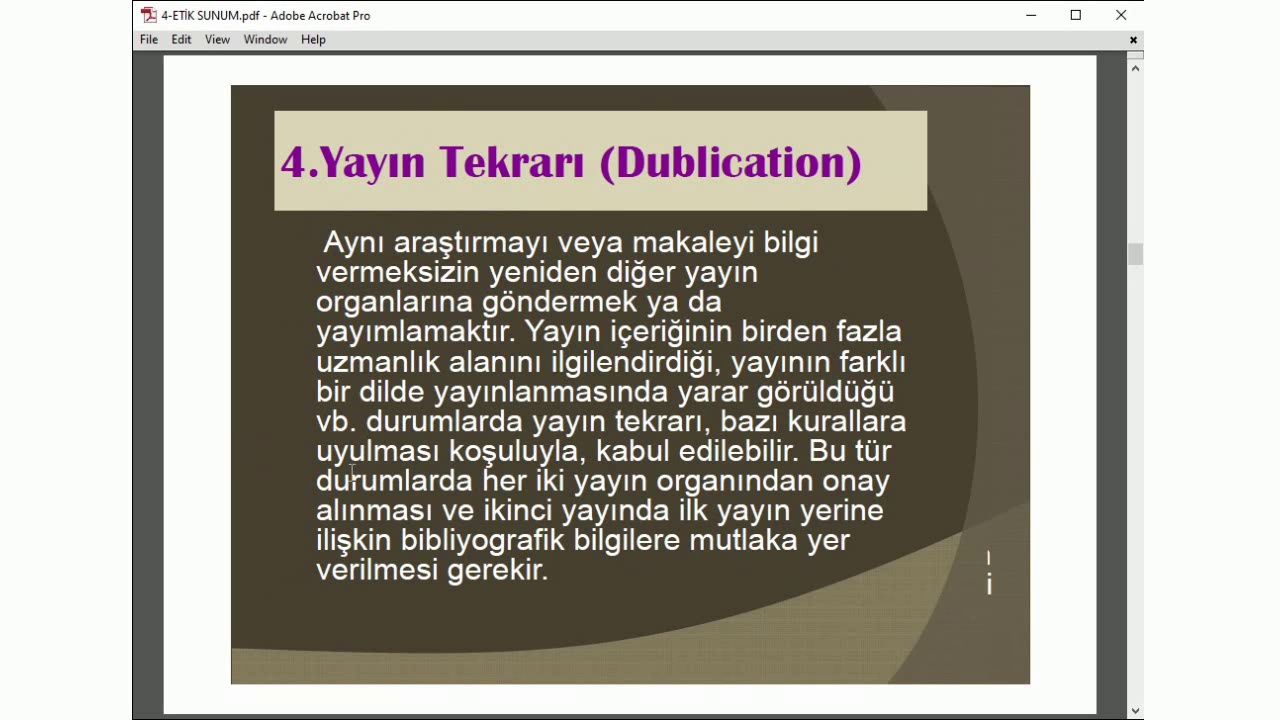 4-ETİK SUNUM.pdf - Adobe Acrobat Pro
File Edit View Window Help
4.Yayın Tekrarı (Dublication)
Aynı araştırmayı veya makaleyi bilgi
vermeksizin yeniden diğer yayın
organlarına göndermek ya da
yayımlamaktır. Yayın içeriğinin birden fazla
uzmanlık alanını ilgilendirdiği, yayının farklı
bir dilde yayınlanmasında yarar görüldüğü
vb. durumlarda yayın tekrarı, bazı kurallara
uyulması koşuluyla, kabul edilebilir. Bu tür
durumlarda her iki yayın organından onay
alınması ve ikinci yayında ilk yayın yerine
ilişkin bibliyografik bilgilere mutlaka yer
verilmesi gerekir.
ı
i